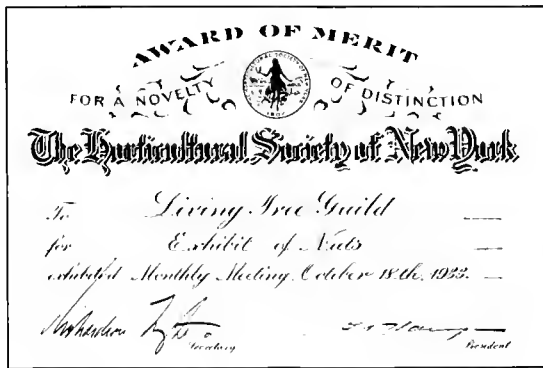 AWARD OF MERIT
FOR A NOVELTY OF DISTINCTION
The Horticultural Society of New York
To Living Tree Guild
for Exhibit of Nuts
exhibited Monthly Meeting October 18th, 1933.
Richardson
Secretary President